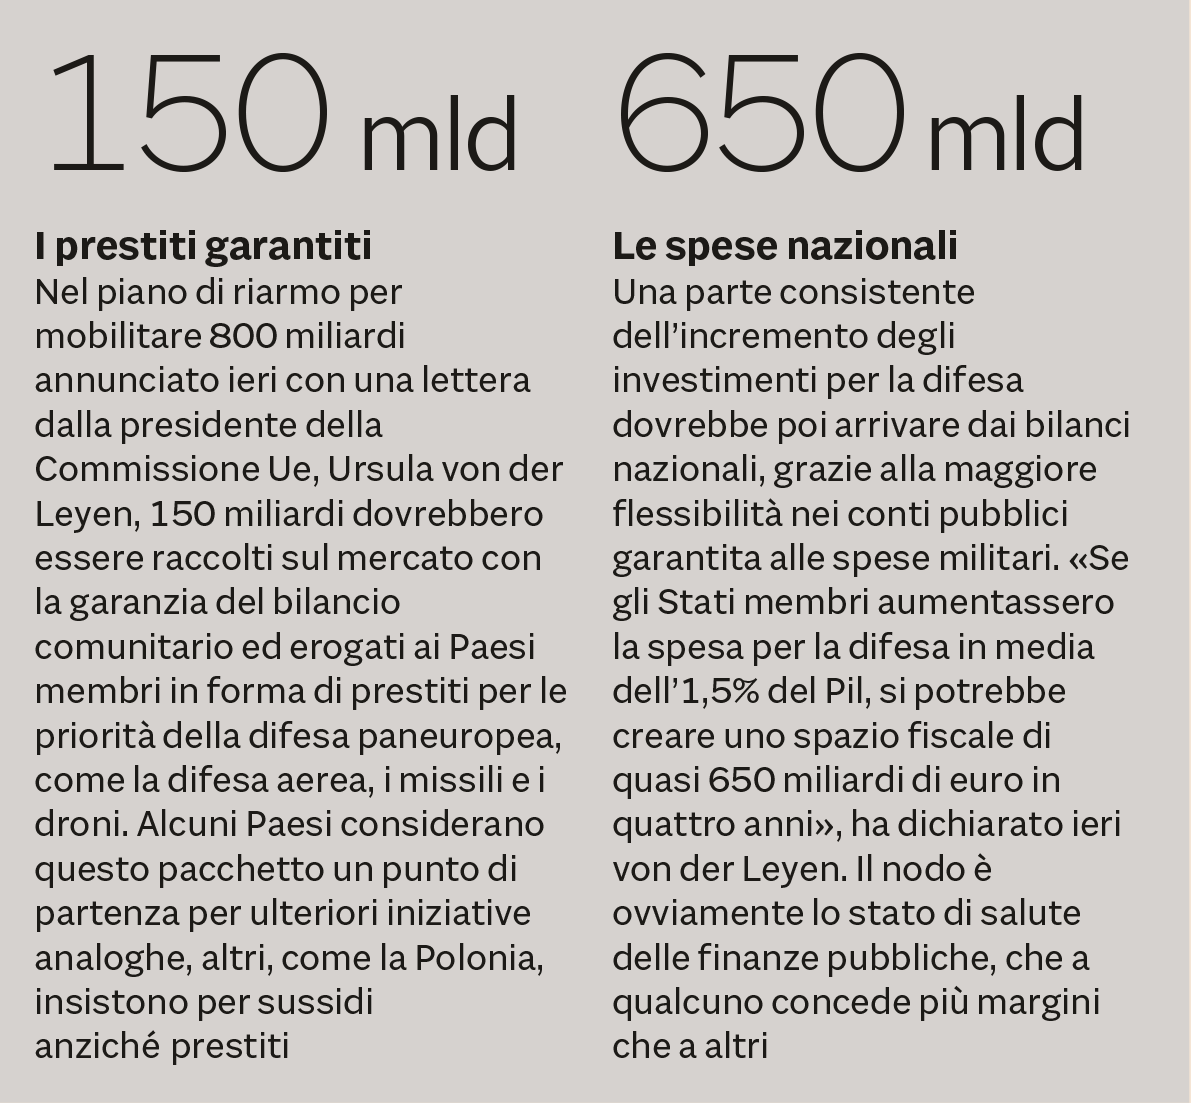 150 mld
I prestiti garantiti
Nel piano di riarmo per
mobilitare 800 miliardi
annunciato ieri con una lettera
dalla presidente della
Commissione Ue, Ursula von der
Leyen, 150 miliardi dovrebbero
essere raccolti sul mercato con
la garanzia del bilancio
comunitario ed erogati ai Paesi
membri in forma di prestiti per le
priorità della difesa paneuropea,
come la difesa aerea, i missili e i
droni. Alcuni Paesi considerano
questo pacchetto un punto di
partenza per ulteriori iniziative
analoghe, altri, come la Polonia,
insistono per sussidi
anziché prestiti
650 mld
Le spese nazionali
Una parte consistente
dell’incremento degli
investimenti per la difesa
dovrebbe poi arrivare dai bilanci
nazionali, grazie alla maggiore
flessibilità nei conti pubblici
garantita alle spese militari. «Se
gli Stati membri aumentassero
la spesa per la difesa in media
dell’1,5% del Pil, si potrebbe
creare uno spazio fiscale di
quasi 650 miliardi di euro in
quattro anni», ha dichiarato ieri
von der Leyen. Il nodo è
ovviamente lo stato di salute
delle finanze pubbliche, che a
qualcuno concede più margini
che a altri